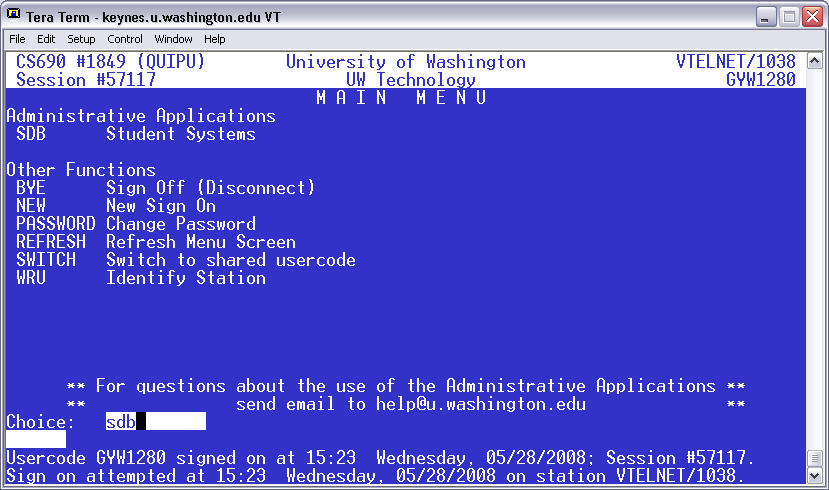 Tera Term - keynes.u.washington.edu VT
File Edit Setup Control Window Help
CS690 #1849 (QUIPU) University of Washington VTELNET/1038
Session #57117 UW Technology GYW1280
M A I N M E N U
Administrative Applications
SDB Student Systems
Other Functions
BYE Sign Off (Disconnect)
NEW New Sign On
PASSWORD Change Password
REFRESH Refresh Menu Screen
SWITCH Switch to shared usercode
WRU Identify Station
** For questions about the use of the Administrative Applications **
** send email to help@u.washington.edu **
Choice: sdb
Usercode GYW1280 signed on at 15:23 Wednesday, 05/28/2008; Session #57117.
Sign on attempted at 15:23 Wednesday, 05/28/2008 on station VTELNET/1038.